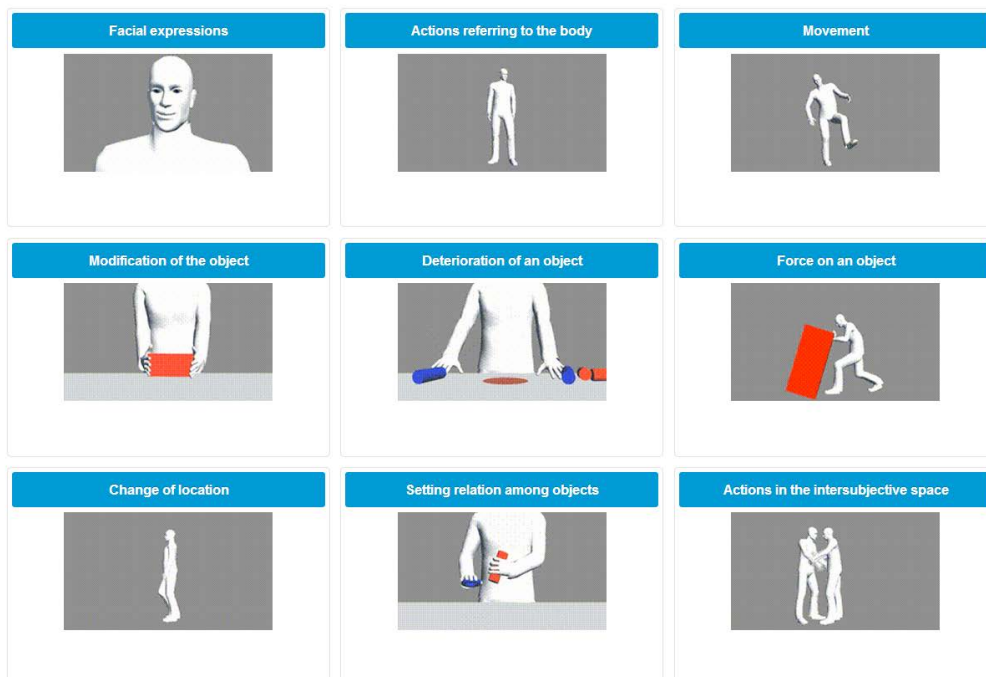 Facial expressions
Actions referring to the body
Movement
Modification of the object
Deterioration of an object
Force on an object
Change of location
Setting relation among objects
Actions in the intersubjective space